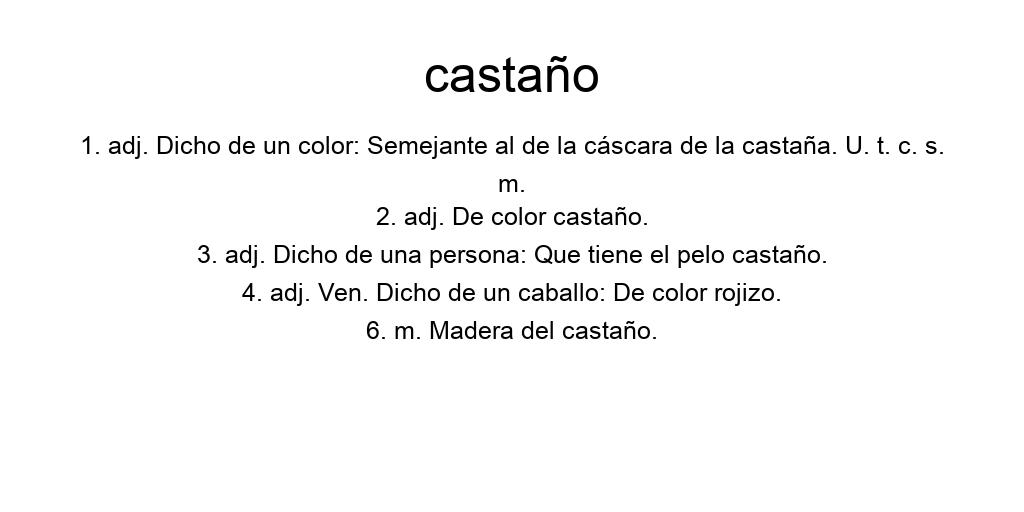 castaño
1. adj. Dicho de un color: Semejante al de la cáscara de la castaña. U. t. c. s.
m.
2. adj. De color castaño.
3. adj. Dicho de una persona: Que tiene el pelo castaño.
4. adj. Ven. Dicho de un caballo: De color rojizo.
6. m. Madera del castaño.